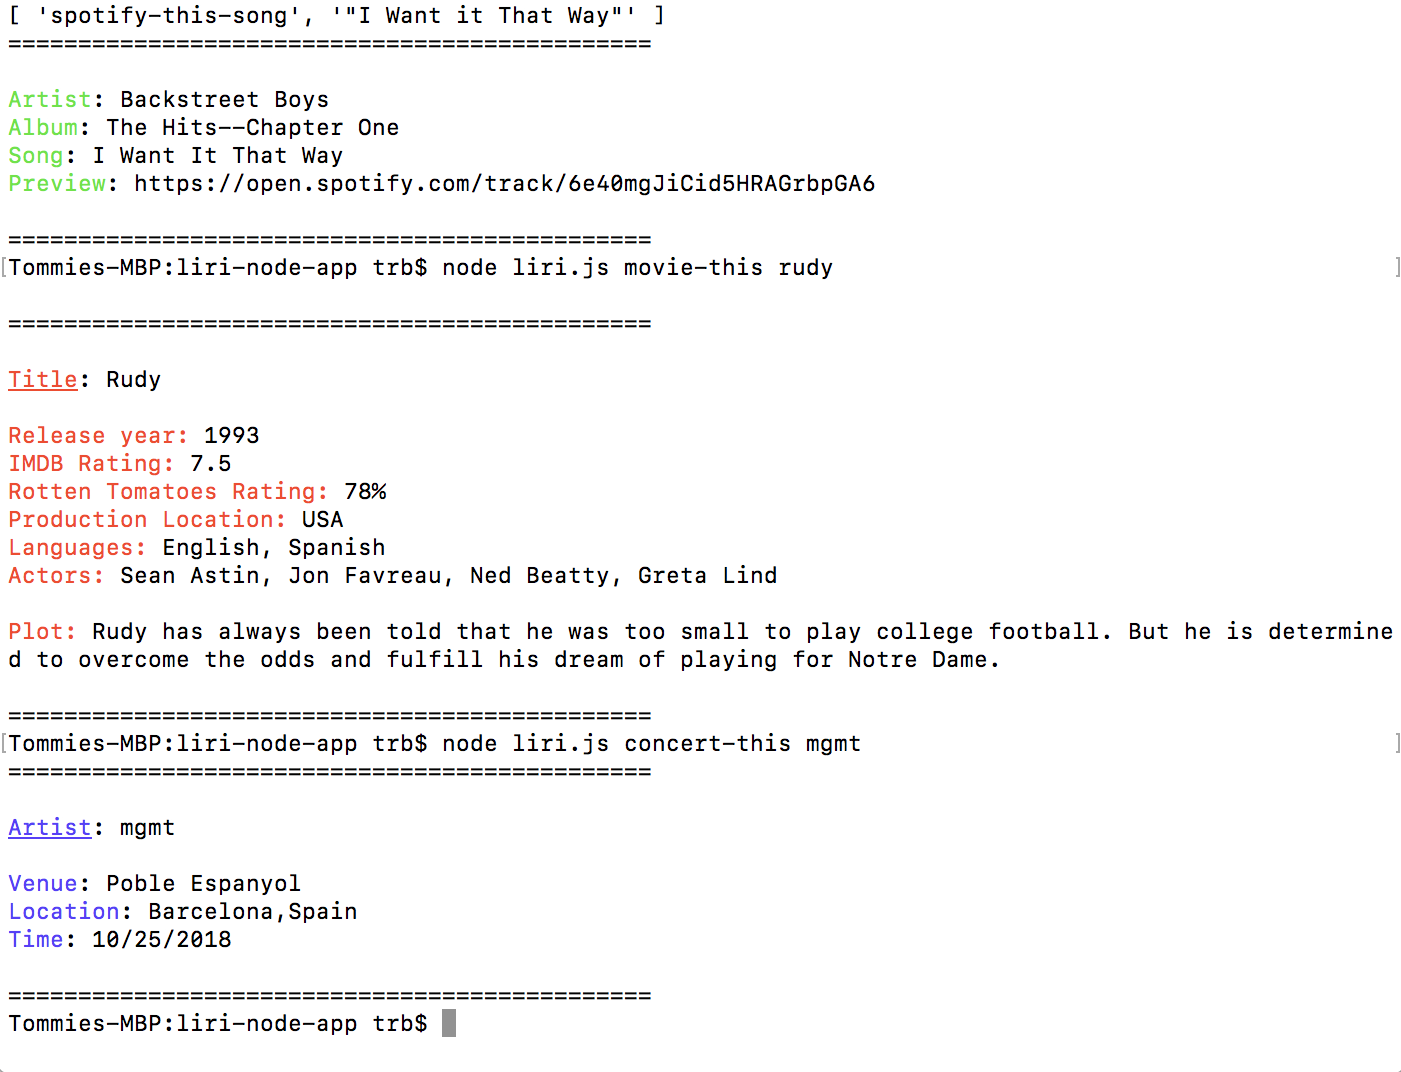 [ 'spotify-this-song', '"I Want it That Way"' ]
==============================================
Artist: Backstreet Boys
Album: The Hits--Chapter One
Song: I Want It That Way
Preview: https://open.spotify.com/track/6e40mgJiCid5HRAGrbpGA6
==============================================
[Tommies-MBP:liri-node-app trb$ node liri.js movie-this rudy ]
==============================================
Title: Rudy
Release year: 1993
IMDB Rating: 7.5
Rotten Tomatoes Rating: 78%
Production Location: USA
Languages: English, Spanish
Actors: Sean Astin, Jon Favreau, Ned Beatty, Greta Lind
Plot: Rudy has always been told that he was too small to play college football. But he is determine
d to overcome the odds and fulfill his dream of playing for Notre Dame.
==============================================
[Tommies-MBP:liri-node-app trb$ node liri.js concert-this mgmt ]
==============================================
Artist: mgmt
Venue: Poble Espanyol
Location: Barcelona,Spain
Time: 10/25/2018
==============================================
Tommies-MBP:liri-node-app trb$